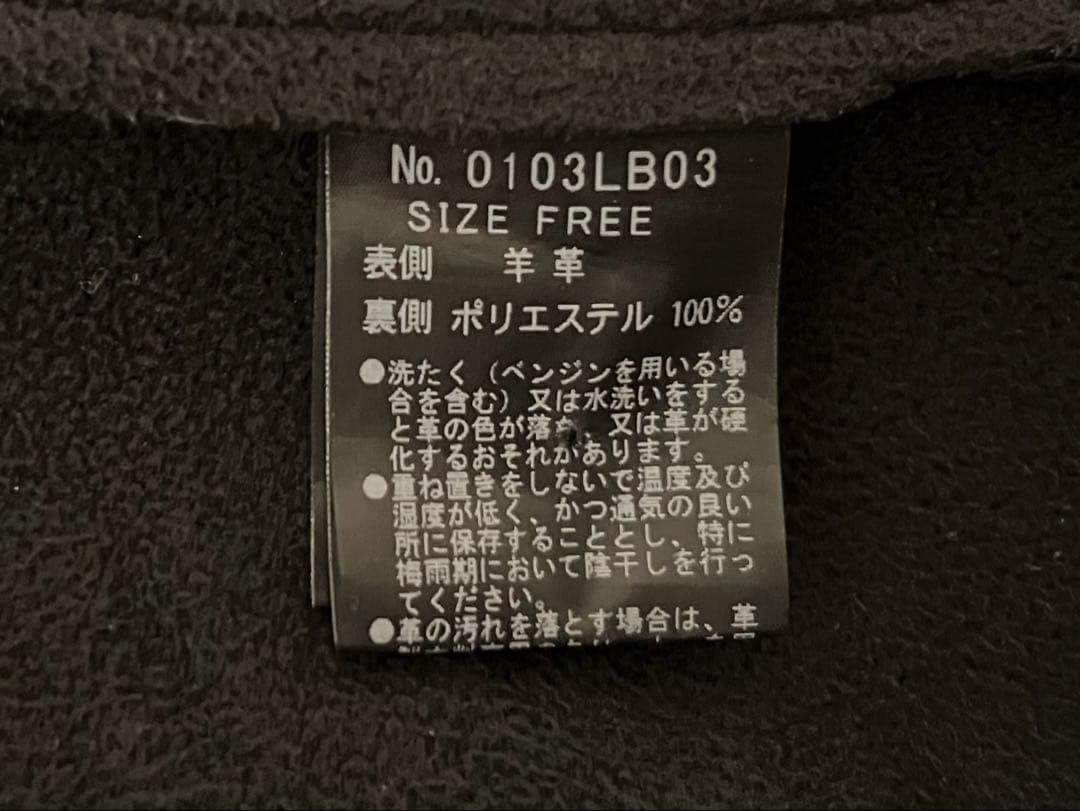 No. 0103LB03
SIZE FREE
表側 羊革
裏側 ポリエステル 100%
●洗たく(ベンジンを用いる場
合を含む)又は水洗いをする
と革の色が落、又は革が硬
化するおそれがあります。
●重ね置きをしないで温度及び
湿度が低く、かつ通気の良い
所に保存することとし、特に
梅雨期において陰干しを行っ
てください。
●革の汚れを落とす場合は、革